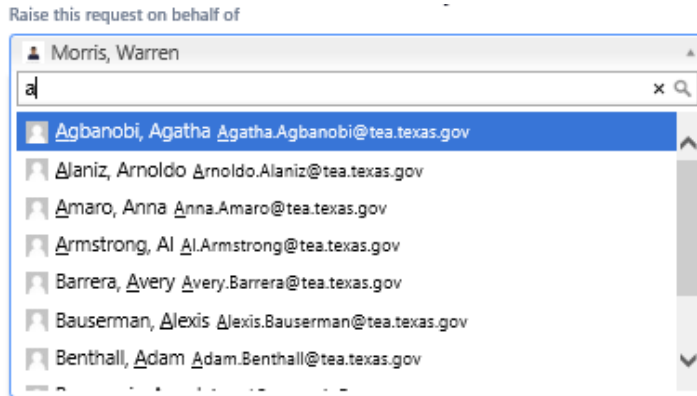 Raise this request on behalf of
Morris, Warren
a
Agbanobi, Agatha Agatha.Agbanobi@tea.texas.gov
Alaniz, Arnoldo Arnoldo.Alaniz@tea.texas.gov
Amaro, Anna Anna.Amaro@tea.texas.gov
Armstrong, Al Al.Armstrong@tea.texas.gov
Barrera, Avery Avery.Barrera@tea.texas.gov
Bauserman, Alexis Alexis.Bauserman@tea.texas.gov
Benthall, Adam Adam.Benthall@tea.texas.gov